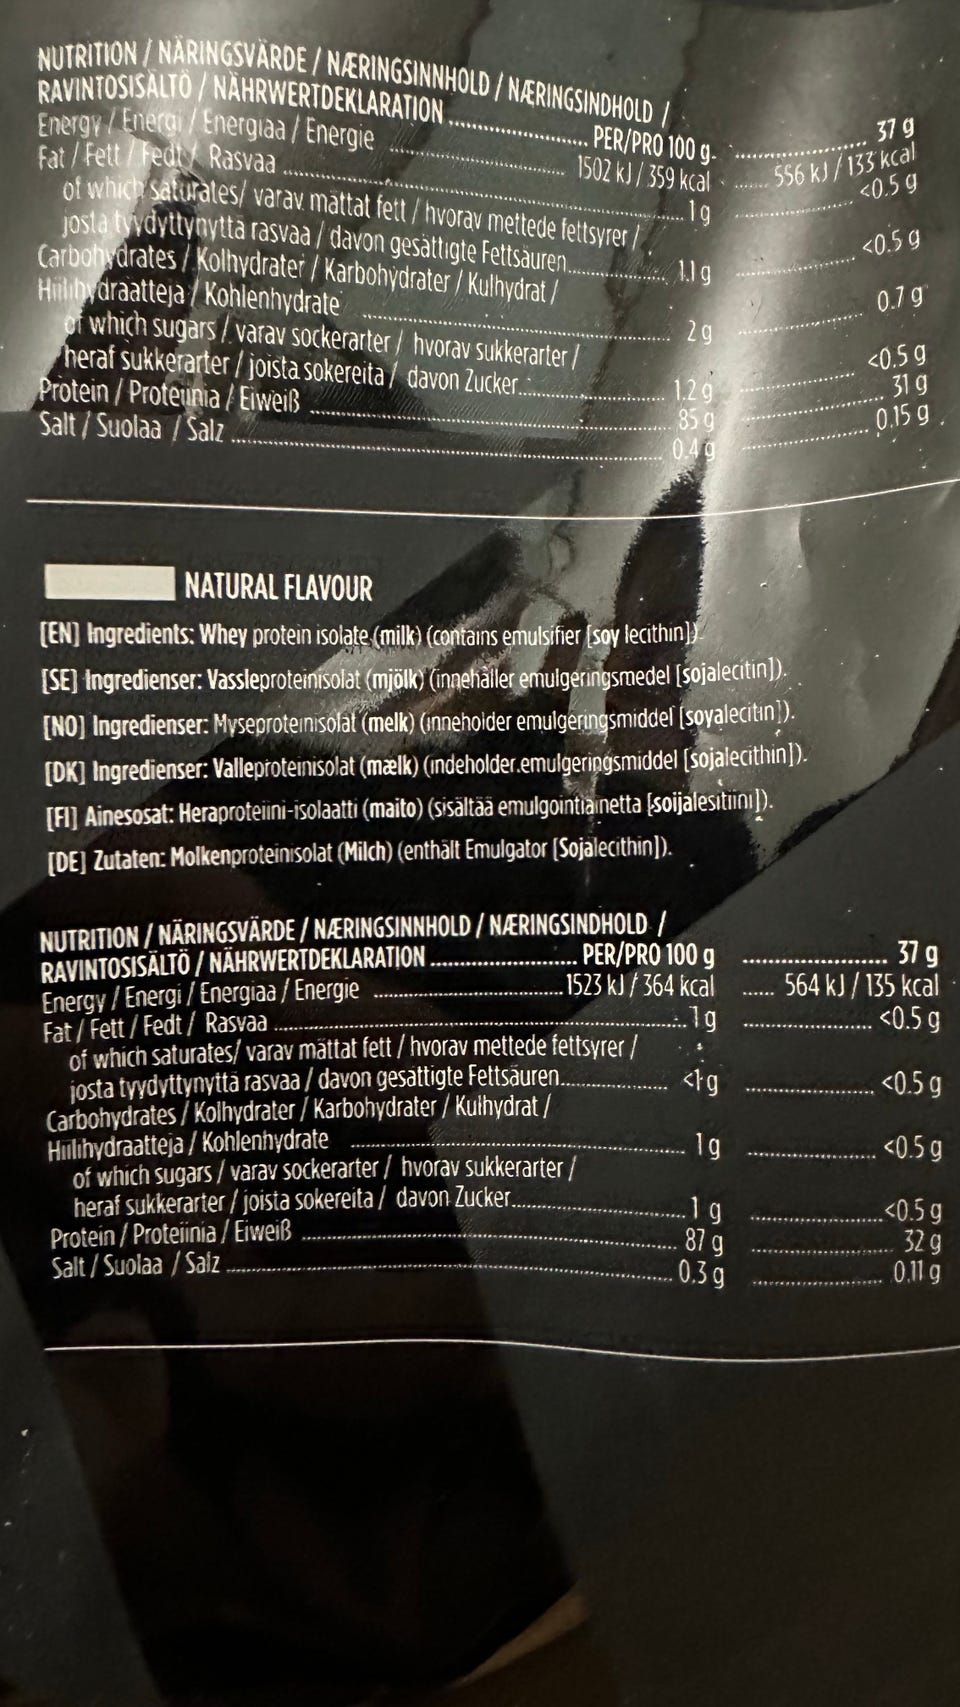 NUTRITION / NÄRINGSVÄRDE / NÆRINGSINNHOLD / NÆRINGSINDHOLD /
RAVINTOSISÄLTÖ / NÄHRWERTDEKLARATION ........ PER/PRO 100 g ........ 37 g
Energy / Energi / Energiaa / Energie ........ 1502 kJ / 359 kcal ........ 556 kJ / 133 kcal
Fat / Fett / Fedt / Rasvaa ........ 1 g ........ <0.5 g
of which saturates/ varav mättat fett / hvorav mettede fettsyrer /
josta tyydyttynyttä rasvaa / davon gesättigte Fettsäuren........ 1.1 g ........ <0.5 g
Carbohydrates / Kolhydrater / Karbohydrater / Kulhydrat /
Hiilihydraatteja / Kohlenhydrate ........ 2 g ........ 0.7 g
of which sugars / varav sockerarter / hvorav sukkerarter /
heraf sukkerarter / joista sokereita / davon Zucker........ 1.2 g ........ <0.5 g
Protein / Proteiinia / Eiweiß ........ 85 g ........ 31 g
Salt / Suolaa / Salz ........ 0.4 g ........ 0.15 g
NATURAL FLAVOUR
[EN] Ingredients: Whey protein isolate (milk) (contains emulsifier [soy lecithin]).
[SE] Ingredienser: Vassleproteinisolat (mjölk) (innehåller emulgeringsmedel [sojalecitin]).
[NO] Ingredienser: Myseproteinisolat (melk) (inneholder emulgeringsmiddel [soyalecitin]).
[DK] Ingredienser: Valleproteinisolat (mælk) (indeholder emulgeringsmiddel [sojalecithin]).
[FI] Ainesosat: Heraproteiini-isolaatti (maito) (sisältää emulgointiainetta [soijalesitiini]).
[DE] Zutaten: Molkenproteinisolat (Milch) (enthält Emulgator [Sojalecithin]).
NUTRITION / NÄRINGSVÄRDE / NÆRINGSINNHOLD / NÆRINGSINDHOLD /
RAVINTOSISÄLTÖ / NÄHRWERTDEKLARATION ........ PER/PRO 100 g ........ 37 g
Energy / Energi / Energiaa / Energie ........ 1523 kJ / 364 kcal ........ 564 kJ / 135 kcal
Fat / Fett / Fedt / Rasvaa ........ 1 g ........ <0.5 g
of which saturates/ varav mättat fett / hvorav mettede fettsyrer /
josta tyydyttynyttä rasvaa / davon gesättigte Fettsäuren........ <1 g ........ <0.5 g
Carbohydrates / Kolhydrater / Karbohydrater / Kulhydrat /
Hiilihydraatteja / Kohlenhydrate ........ 1 g ........ <0.5 g
of which sugars / varav sockerarter / hvorav sukkerarter /
heraf sukkerarter / joista sokereita / davon Zucker........ 1 g ........ <0.5 g
Protein / Proteiinia / Eiweiß ........ 87 g ........ 32 g
Salt / Suolaa / Salz ........ 0.3 g ........ 0.11 g